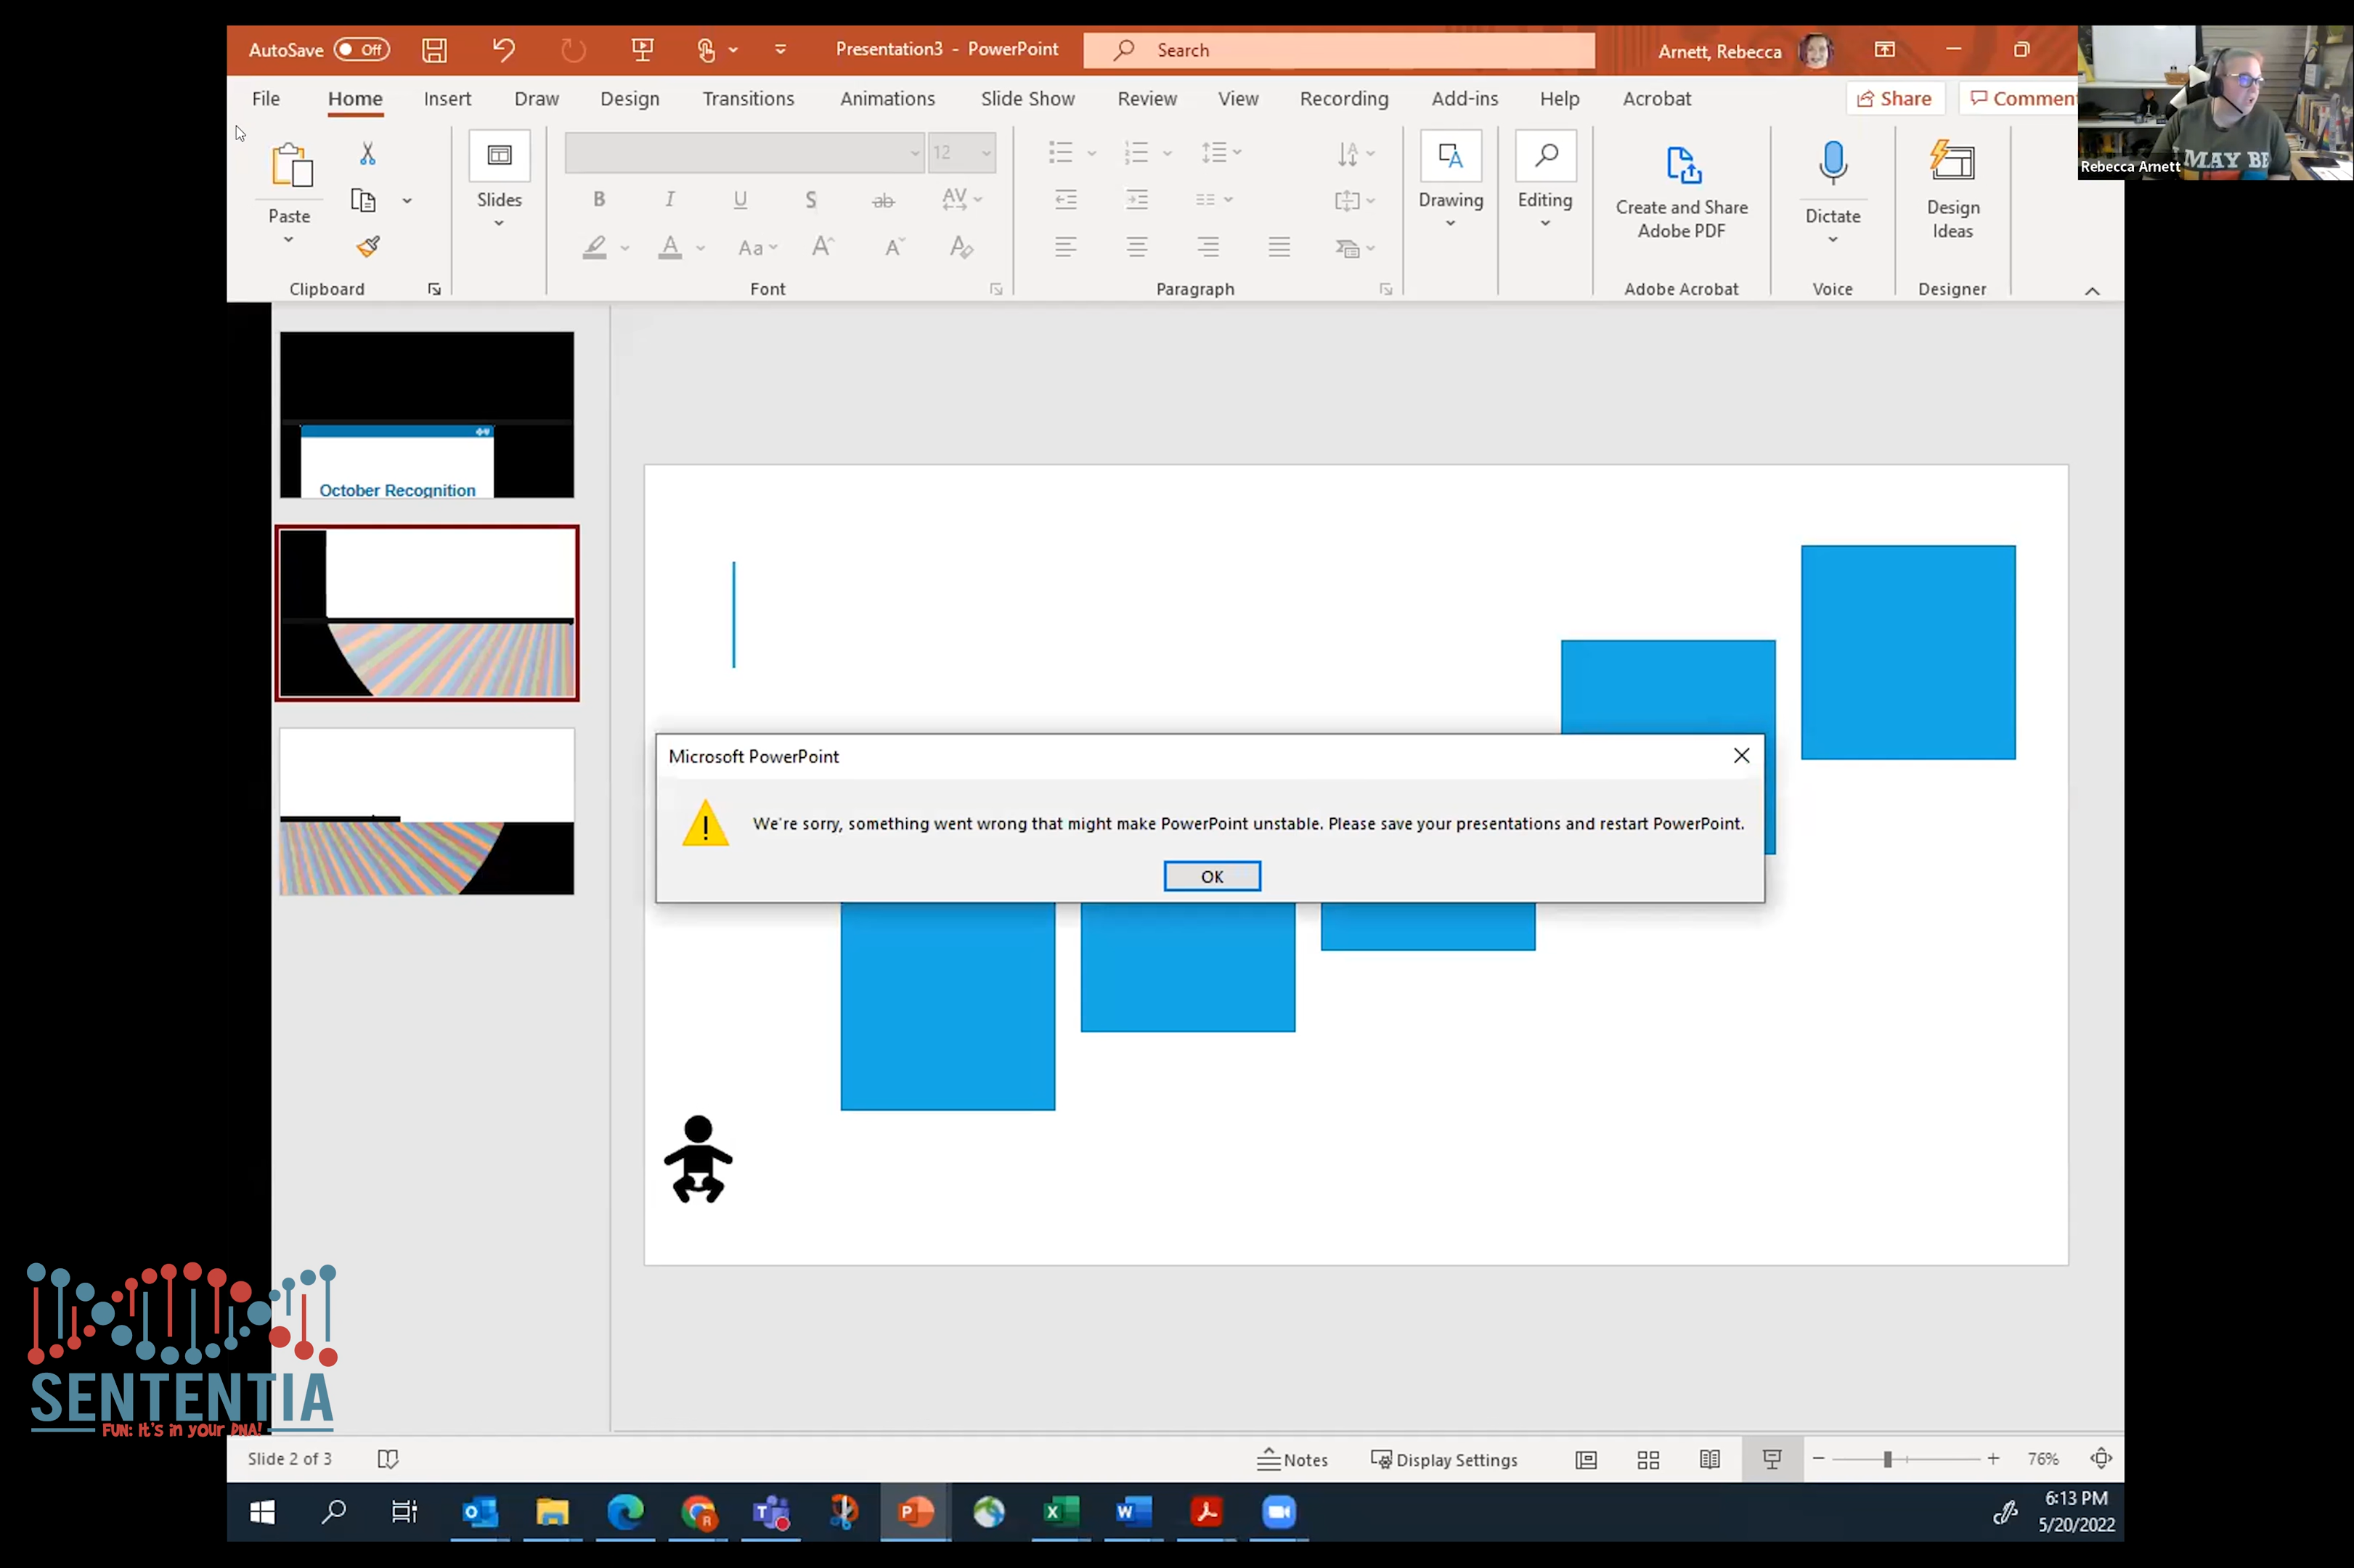 AutoSave Off Presentation3 - PowerPoint Search Arnett, Rebecca
File Home Insert Draw Design Transitions Animations Slide Show Review View Recording Add-ins Help Acrobat Share Commen
MAY BE
Rebecca Arnett
Paste
Slides
12
B I U S ab AV
A Aa A A A
Drawing
Editing
Create and Share
Adobe PDF
Dictate
Design
Ideas
Clipboard Font Paragraph Adobe Acrobat Voice Designer
October Recognition
Microsoft PowerPoint
We're sorry, something went wrong that might make PowerPoint unstable. Please save your presentations and restart PowerPoint.
OK
SENTENTIA
FUN: It's in your DNA!
Slide 2 of 3 Notes Display Settings 76%
6:13 PM
5/20/2022